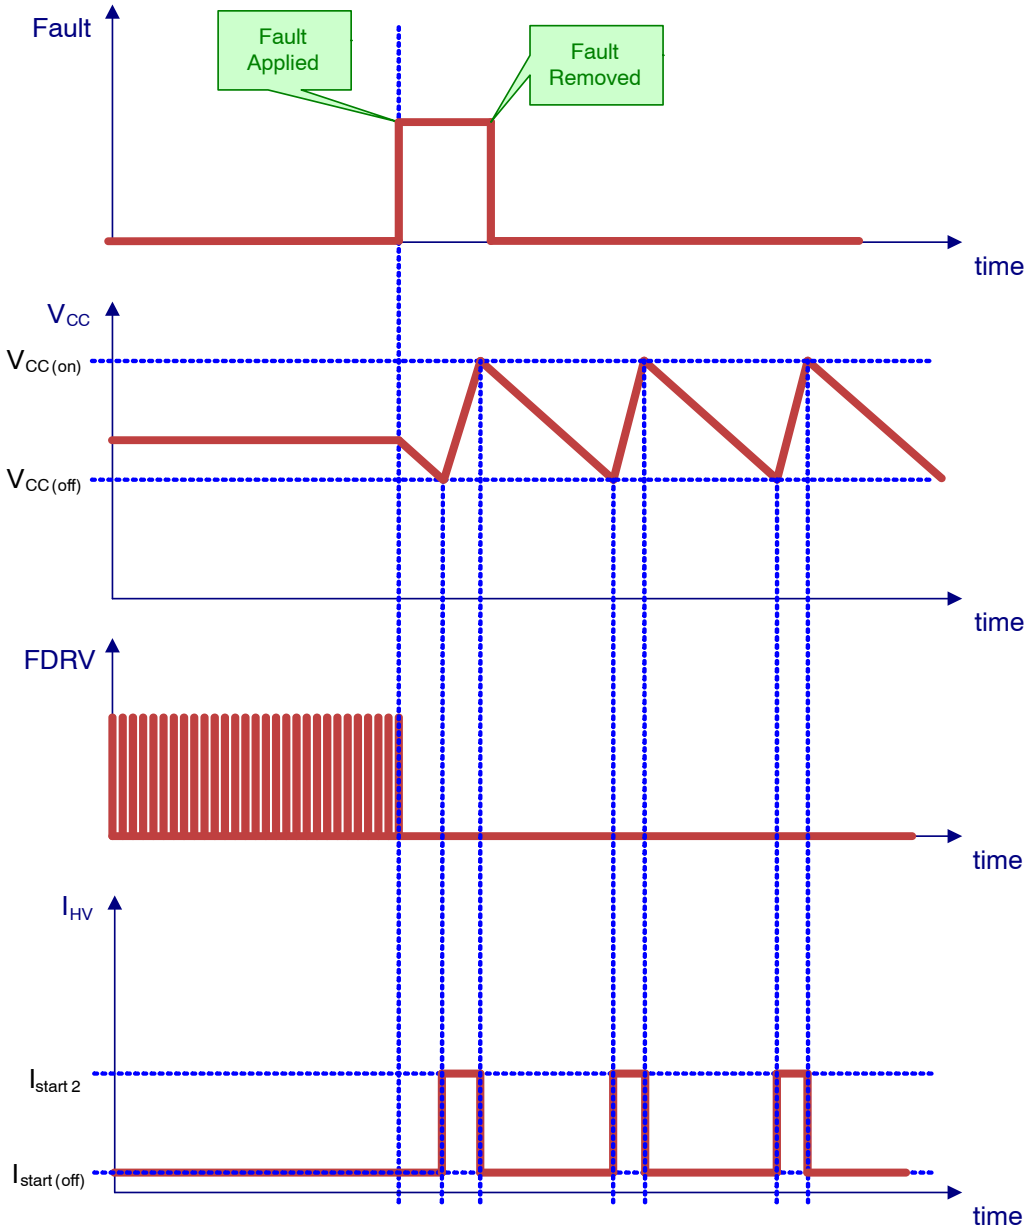 Fault
Fault
Applied
Fault
Removed
time
VCC
VCC (on)
VCC (off)
time
FDRV
time
IHV
Istart 2
Istart (off)
time